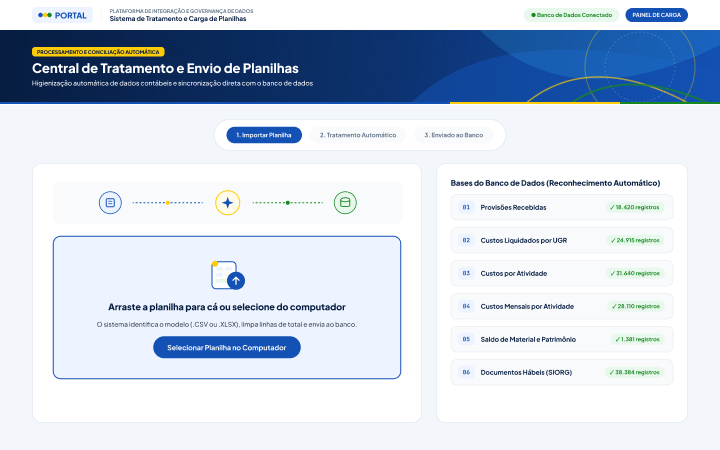 PORTAL
PLATAFORMA DE INTEGRAÇÃO E GOVERNANÇA DE DADOS
Sistema de Tratamento e Carga de Planilhas
Banco de Dados Conectado
PAINEL DE CARGA
PROCESSAMENTO E CONCILIAÇÃO AUTOMÁTICA
Central de Tratamento e Envio de Planilhas
Higienização automática de dados contábeis e sincronização direta com o banco de dados
1. Importar Planilha
2. Tratamento Automático
3. Enviado ao Banco
Arraste a planilha para cá ou selecione do computador
O sistema identifica o modelo (.CSV ou .XLSX), limpa linhas de total e envia ao banco.
Selecionar Planilha no Computador
Bases do Banco de Dados (Reconhecimento Automático)
01 Provisões Recebidas ✓ 18.420 registros
02 Custos Liquidados por UGR ✓ 24.915 registros
03 Custos por Atividade ✓ 31.640 registros
04 Custos Mensais por Atividade ✓ 28.110 registros
05 Saldo de Material e Patrimônio ✓ 1.381 registros
06 Documentos Hábeis (SIORG) ✓ 38.384 registros